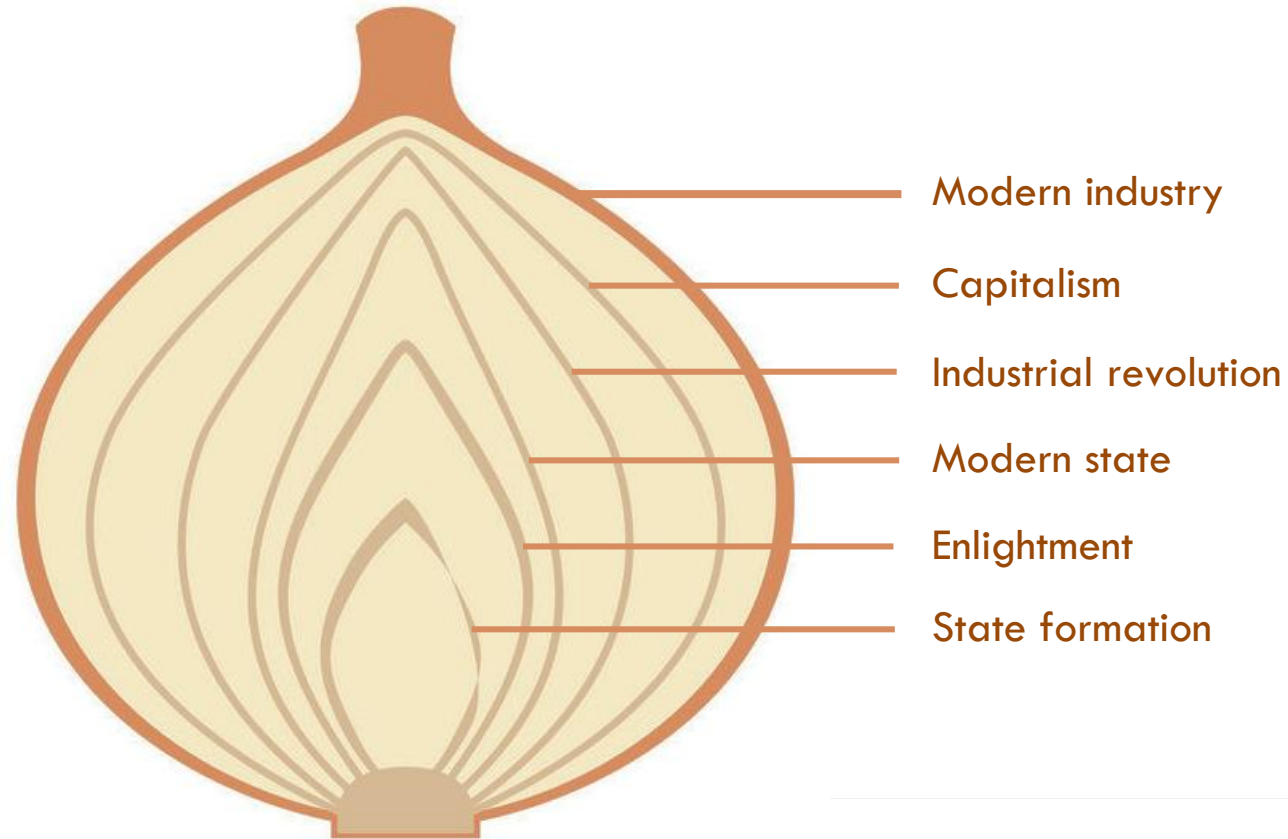 Modern industry
Capitalism
Industrial revolution
Modern state
Enlightment
State formation